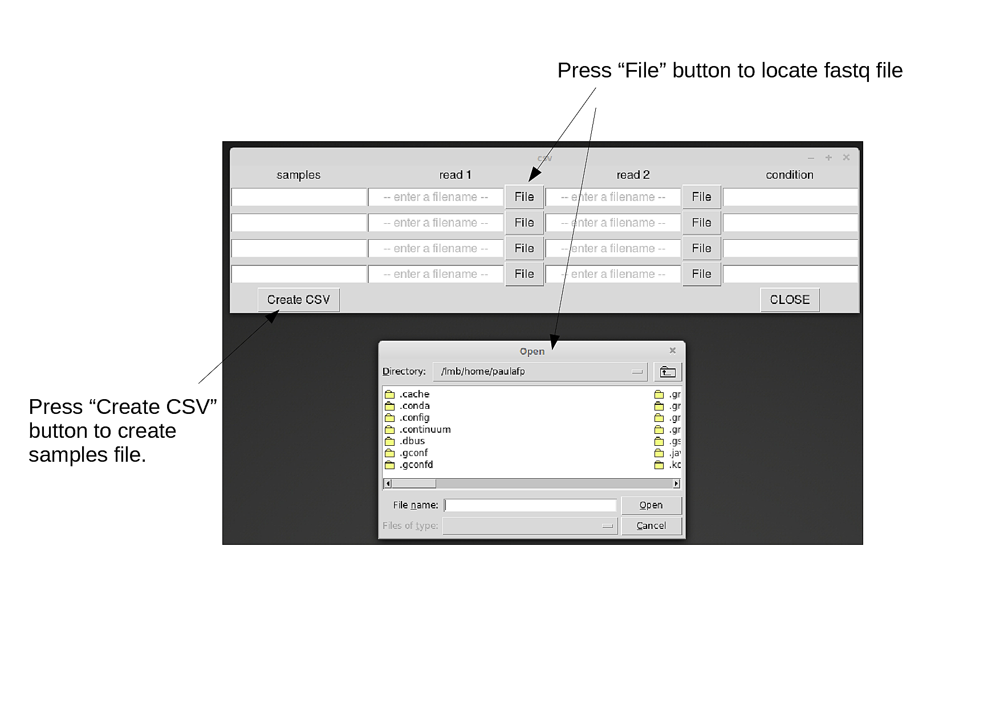 Press “File” button to locate fastq file
csv
samples read 1 read 2 condition
-- enter a filename -- File -- enter a filename -- File
-- enter a filename -- File -- enter a filename -- File
-- enter a filename -- File -- enter a filename -- File
-- enter a filename -- File -- enter a filename -- File
Create CSV CLOSE
Press “Create CSV”
button to create
samples file.
Open
Directory: /lmb/home/paulafp
.cache .gr
.conda .gr
.config .gr
.continuum .gr
.dbus .gs
.gconf .jav
.gconfd .kc
File name: Open
Files of type: Cancel